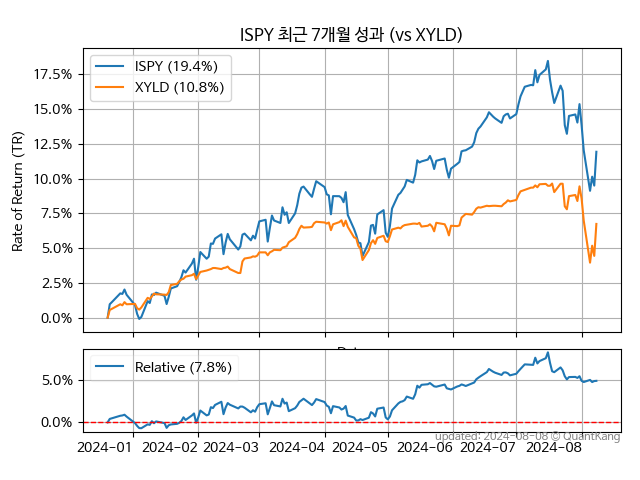 ISPY 최근 7개월 성과 (vs XYLD)
ISPY (19.4%)
XYLD (10.8%)
Rate of Return (TR)
17.5%
15.0%
12.5%
10.0%
7.5%
5.0%
2.5%
0.0%
Relative (7.8%)
5.0%
0.0%
2024-01 2024-02 2024-03 2024-04 2024-05 2024-06 2024-07 2024-08
updated: 2024-08-08 © QuantKang